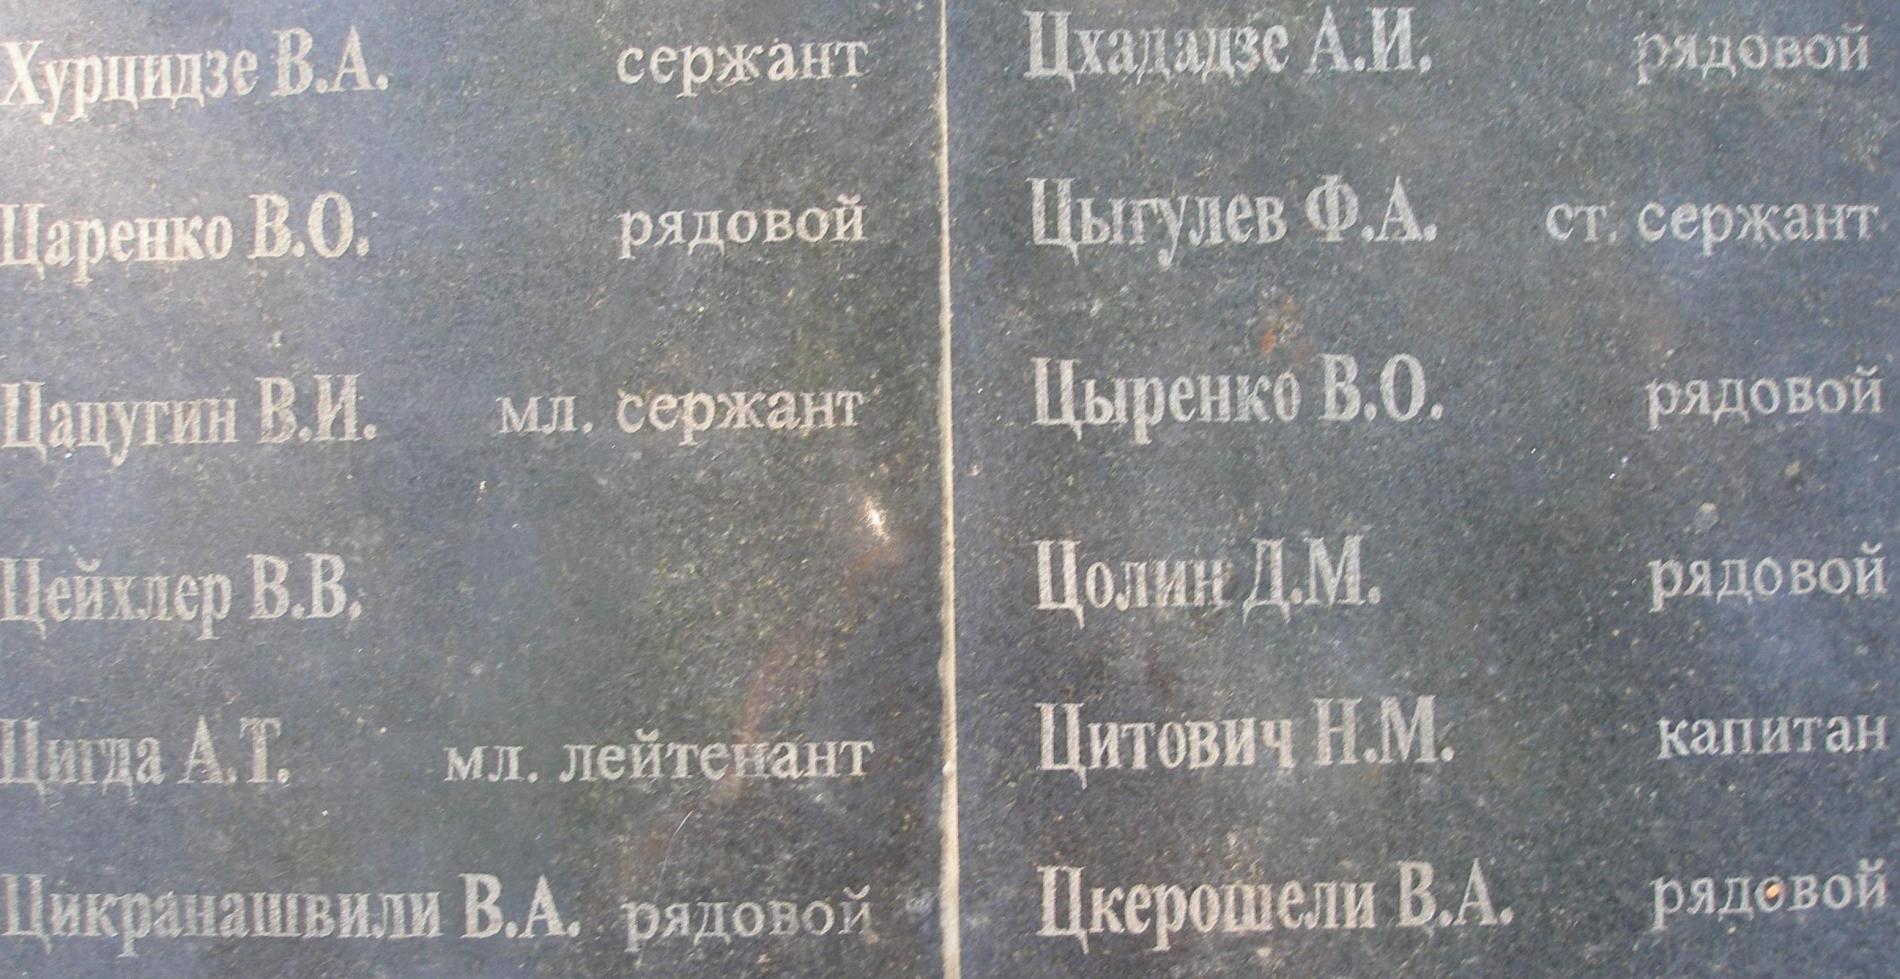 Хурцидзе В.А. сержант
Царенко В.О. рядовой
Цацугин В.И. мл. сержант
Цейхлер В.В.
Цигда А.Т. мл. лейтенант
Цикранашвили В.А. рядовой
Цхададзе А.И. рядовой
Цыгулев Ф.А. ст. сержант
Цыренко В.О. рядовой
Цолин Д.М. рядовой
Цитович Н.М. капитан
Цкерошели В.А. рядовой